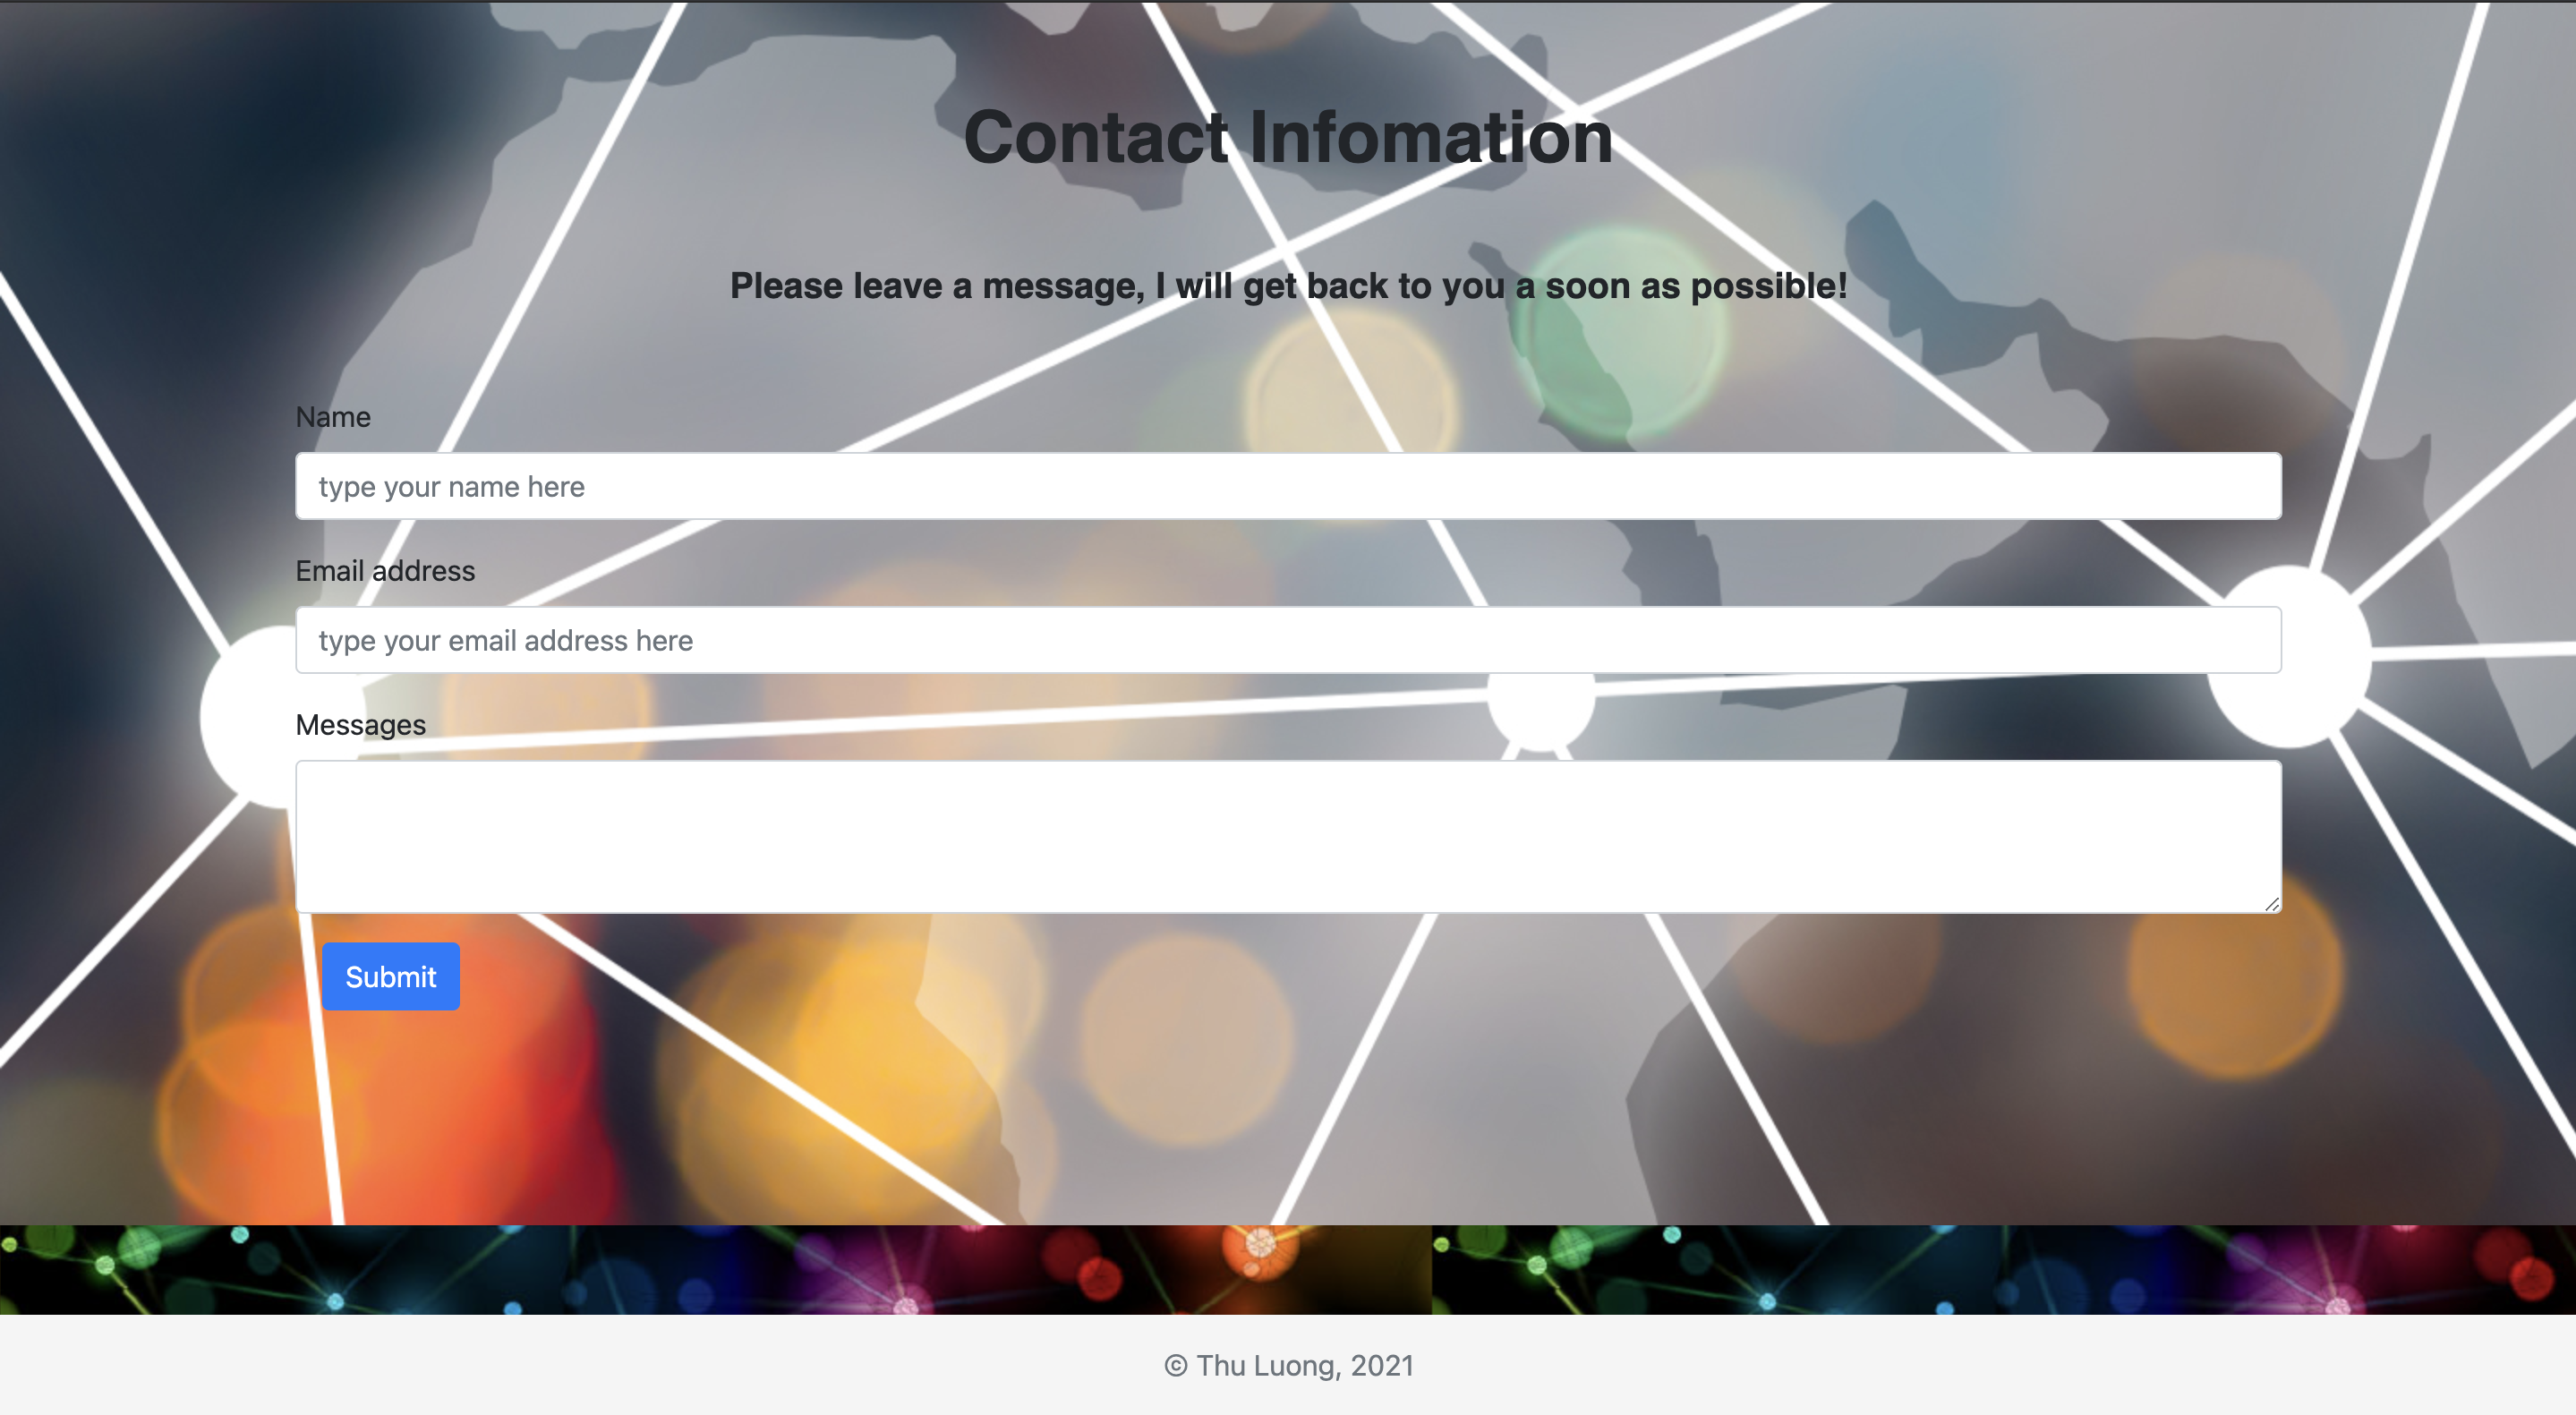 Contact Infomation
Please leave a message, I will get back to you a soon as possible!
Name
type your name here
Email address
type your email address here
Messages
Submit
© Thu Luong, 2021